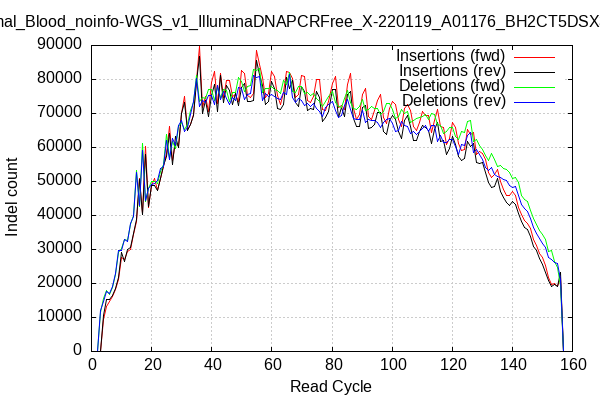 nal_Blood_noinfo-WGS_v1_IlluminaDNAPCRFree_X-220119_A01176_BH2CT5DSX
90000
80000
70000
60000
50000
40000
30000
20000
10000
0
Indel count
Insertions (fwd)
Insertions (rev)
Deletions (fwd)
Deletions (rev)
0 20 40 60 80 100 120 140 160
Read Cycle